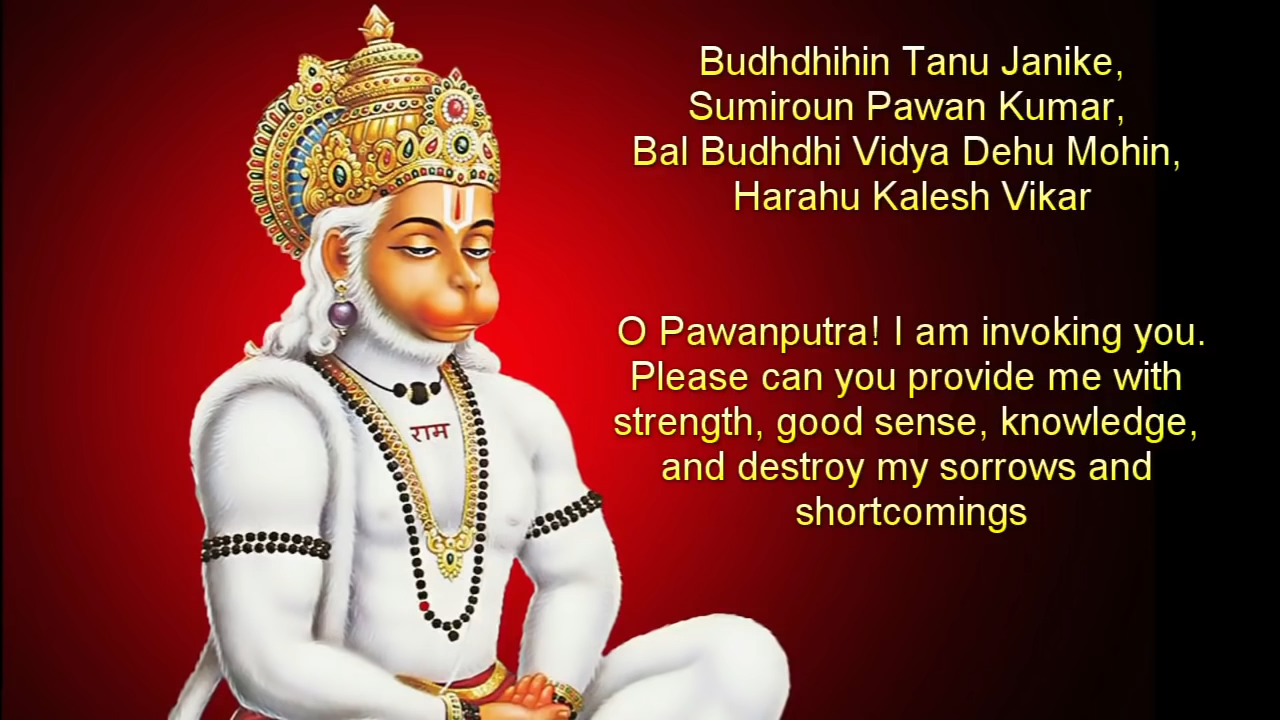 Budhdhihin Tanu Janike,
Sumiroun Pawan Kumar,
Bal Budhdhi Vidya Dehu Mohin,
Harahu Kalesh Vikar
O Pawanputra! I am invoking you.
Please can you provide me with
strength, good sense, knowledge,
and destroy my sorrows and
shortcomings
राम